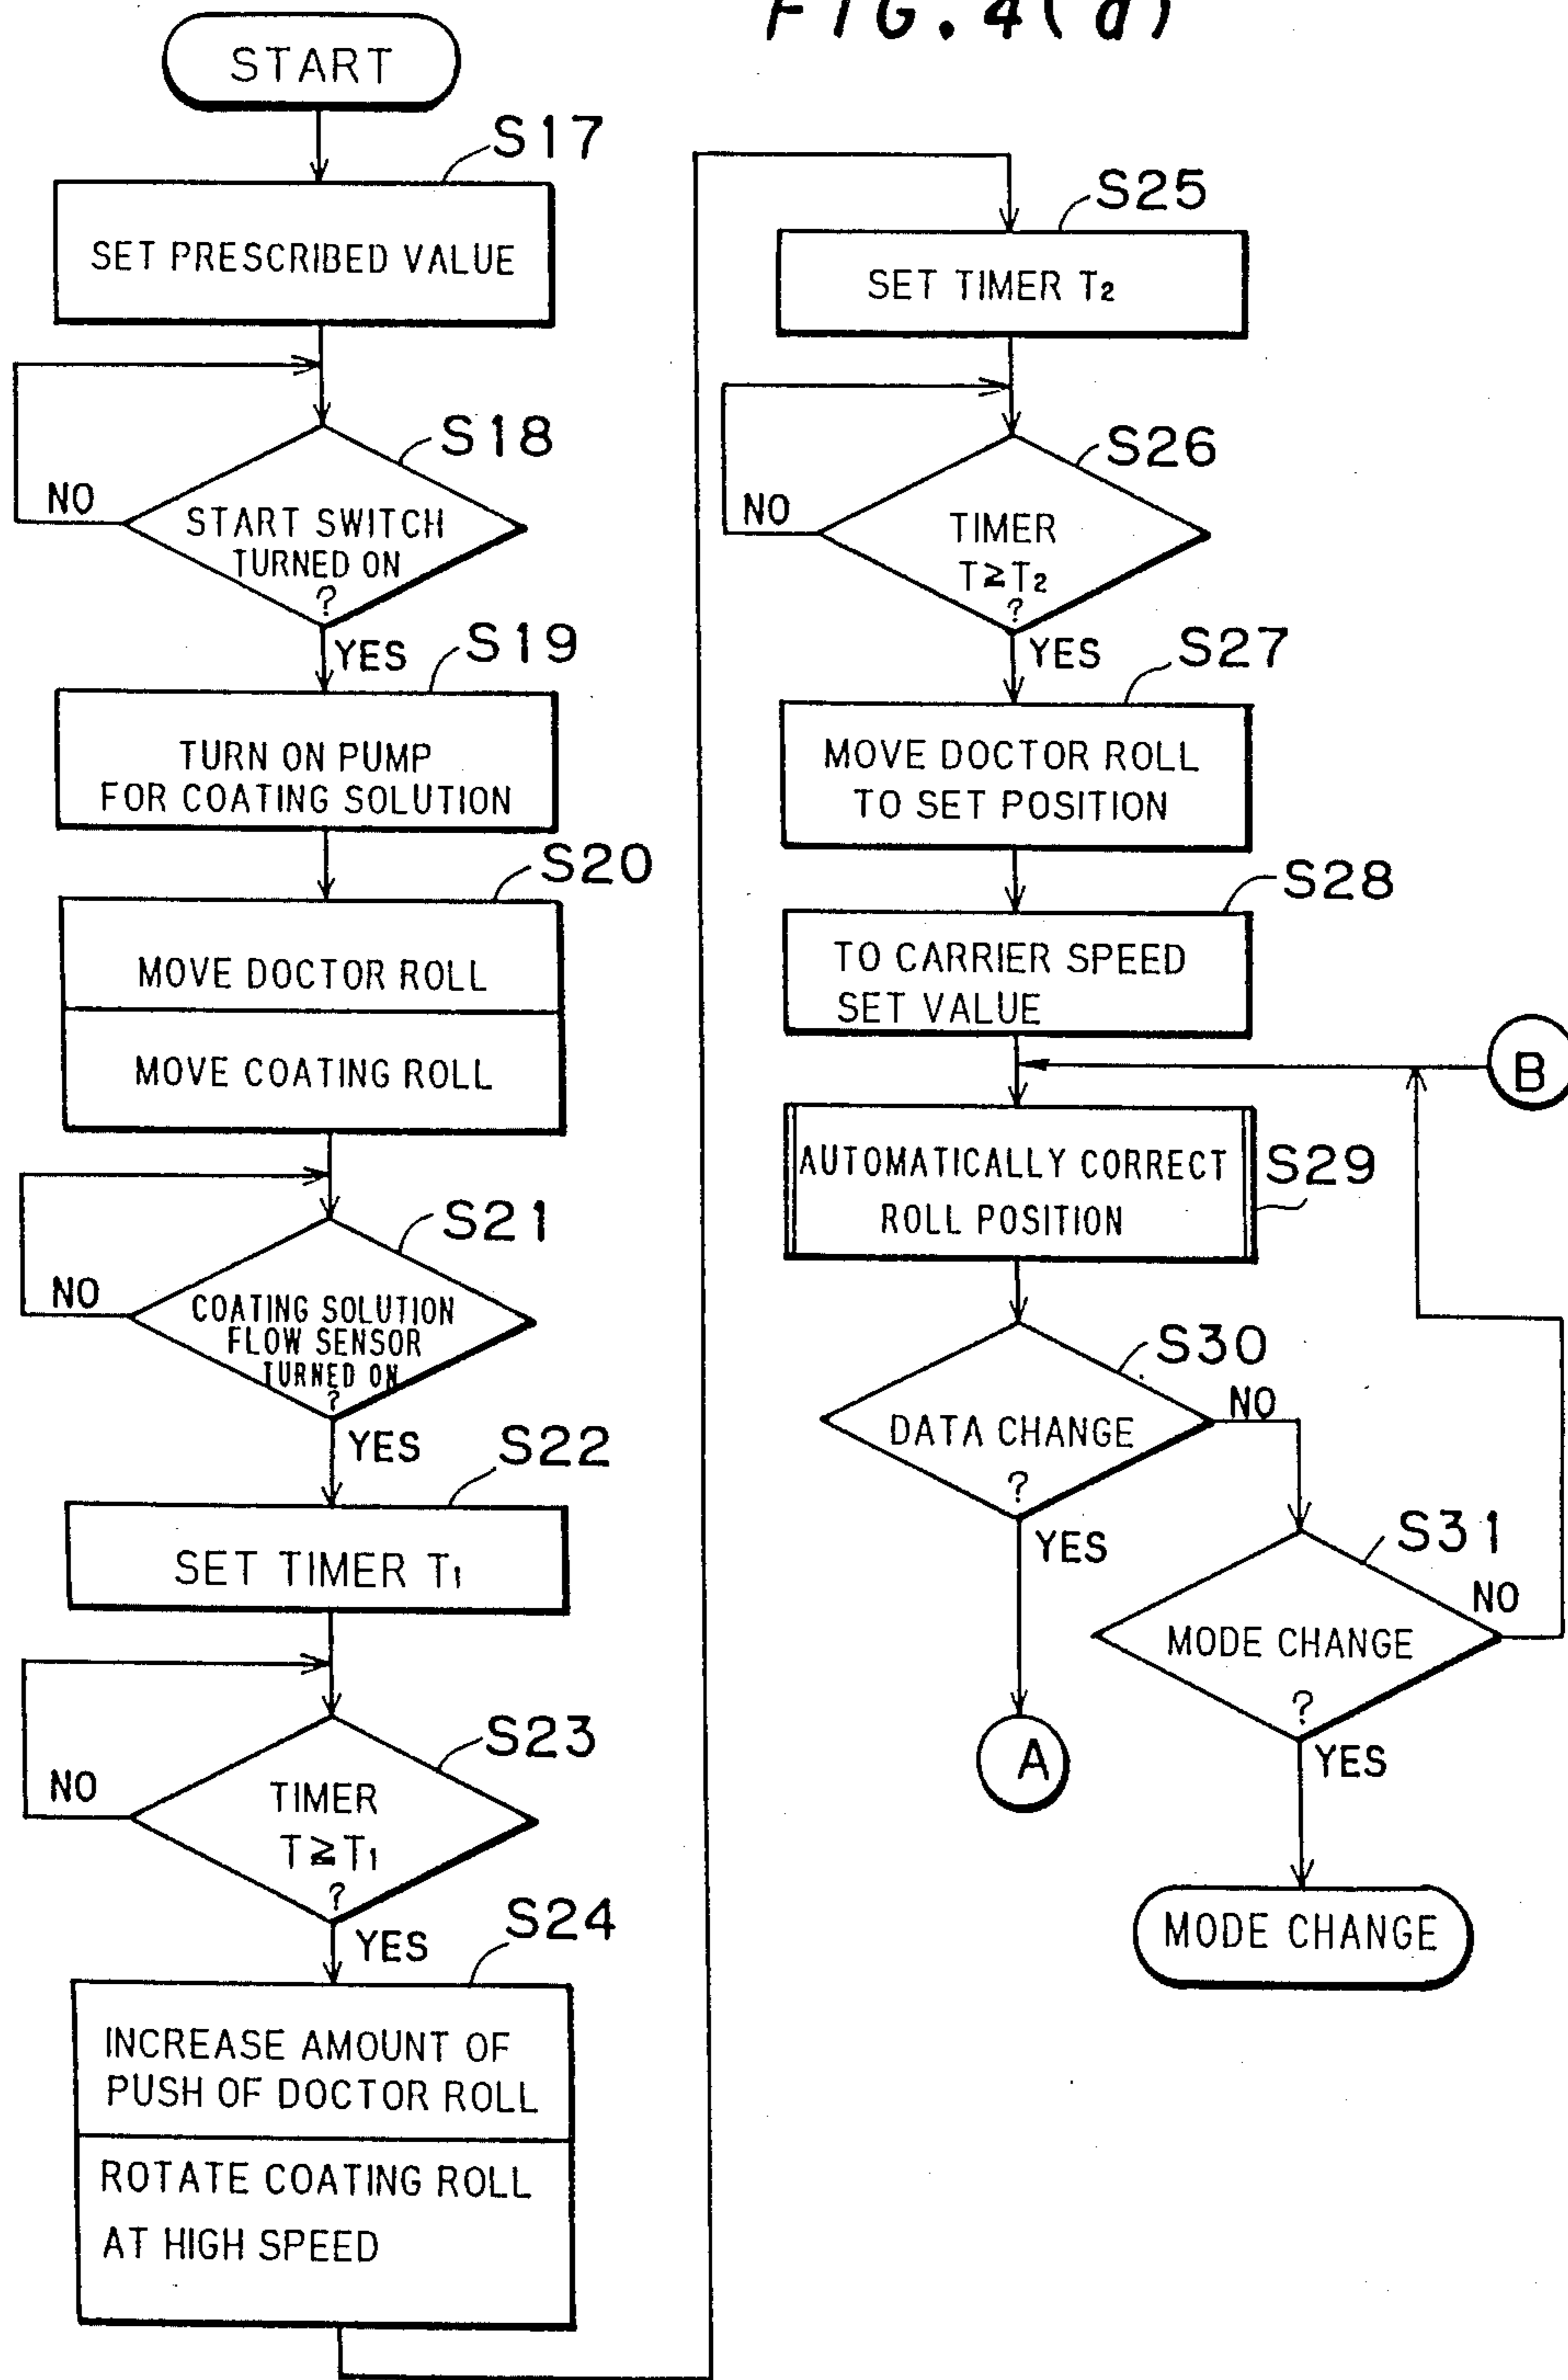 FIG. 4(a)
START
S17
SET PRESCRIBED VALUE
S18
NO
START SWITCH
TURNED ON
?
YES
S19
TURN ON PUMP
FOR COATING SOLUTION
S20
MOVE DOCTOR ROLL
MOVE COATING ROLL
S21
NO
COATING SOLUTION
FLOW SENSOR
TURNED ON
?
YES
S22
SET TIMER T₁
S23
NO
TIMER
T≧T₁
?
YES
S24
INCREASE AMOUNT OF
PUSH OF DOCTOR ROLL
ROTATE COATING ROLL
AT HIGH SPEED
S25
SET TIMER T₂
S26
NO
TIMER
T≧T₂
?
YES
S27
MOVE DOCTOR ROLL
TO SET POSITION
S28
TO CARRIER SPEED
SET VALUE
B
AUTOMATICALLY CORRECT
ROLL POSITION
S29
S30
NO
DATA CHANGE
?
YES
A
S31
NO
MODE CHANGE
?
YES
MODE CHANGE